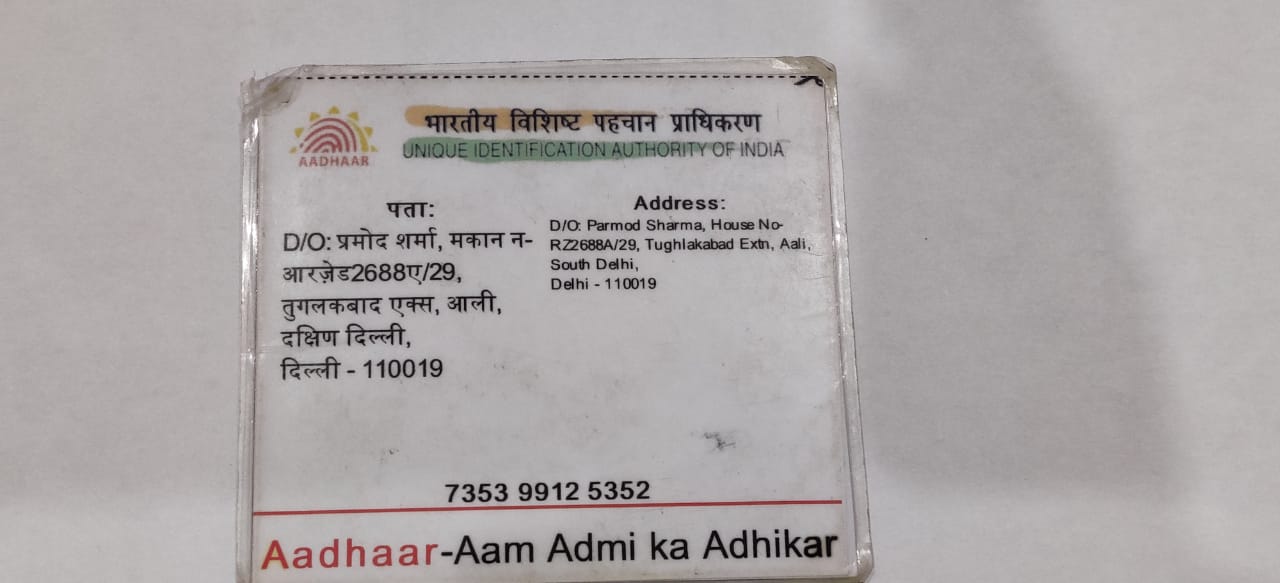 भारतीय विशिष्ट पहचान प्राधिकरण
UNIQUE IDENTIFICATION AUTHORITY OF INDIA
AADHAAR
पता:
D/O: प्रमोद शर्मा, मकान न-
आरज़ेड2688ए/29,
तुगलकबाद एक्स, आली,
दक्षिण दिल्ली,
दिल्ली - 110019
Address:
D/O: Parmod Sharma, House No-
RZ2688A/29, Tughlakabad Extn, Aali,
South Delhi,
Delhi - 110019
7353 9912 5352
Aadhaar-Aam Admi ka Adhikar